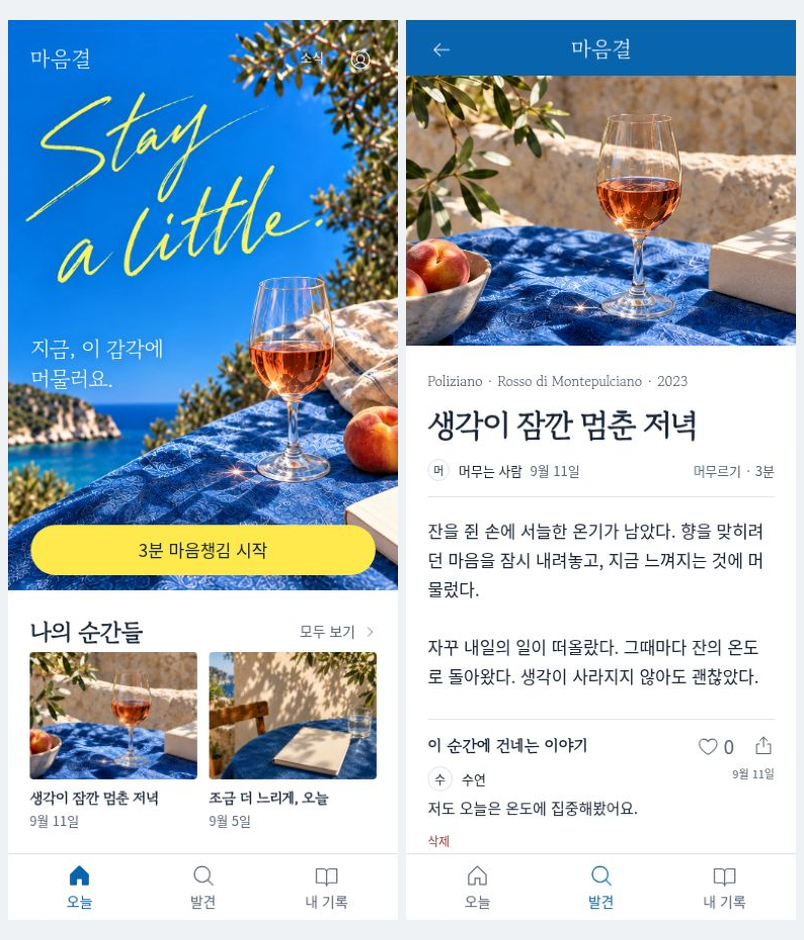 마음결
소식
Stay
a little.
지금, 이 감각에
머물러요.
3분 마음챙김 시작
나의 순간들
모두 보기
생각이 잠깐 멈춘 저녁
9월 11일
조금 더 느리게, 오늘
9월 5일
오늘
발견
내 기록
마음결
Poliziano · Rosso di Montepulciano · 2023
생각이 잠깐 멈춘 저녁
머 머무는 사람 9월 11일
머무르기 · 3분
잔을 쥔 손에 서늘한 온기가 남았다. 향을 맞히려
던 마음을 잠시 내려놓고, 지금 느껴지는 것에 머
물렀다.
자꾸 내일의 일이 떠올랐다. 그때마다 잔의 온도
로 돌아왔다. 생각이 사라지지 않아도 괜찮았다.
이 순간에 건네는 이야기
0
수 수연
9월 11일
저도 오늘은 온도에 집중해봤어요.
삭제
오늘
발견
내 기록